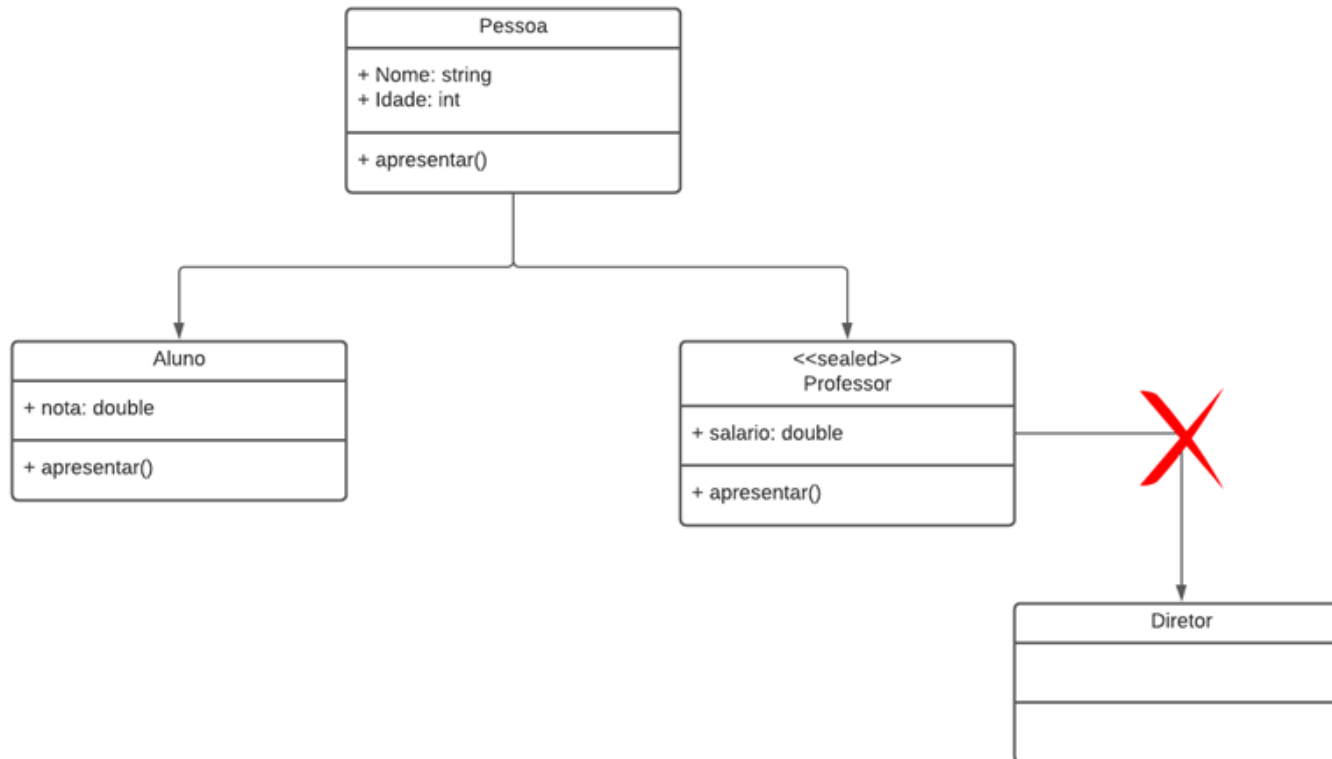 Pessoa
+ Nome: string
+ Idade: int
+ apresentar()
Aluno
+ nota: double
+ apresentar()
<<sealed>>
Professor
+ salario: double
+ apresentar()
Diretor